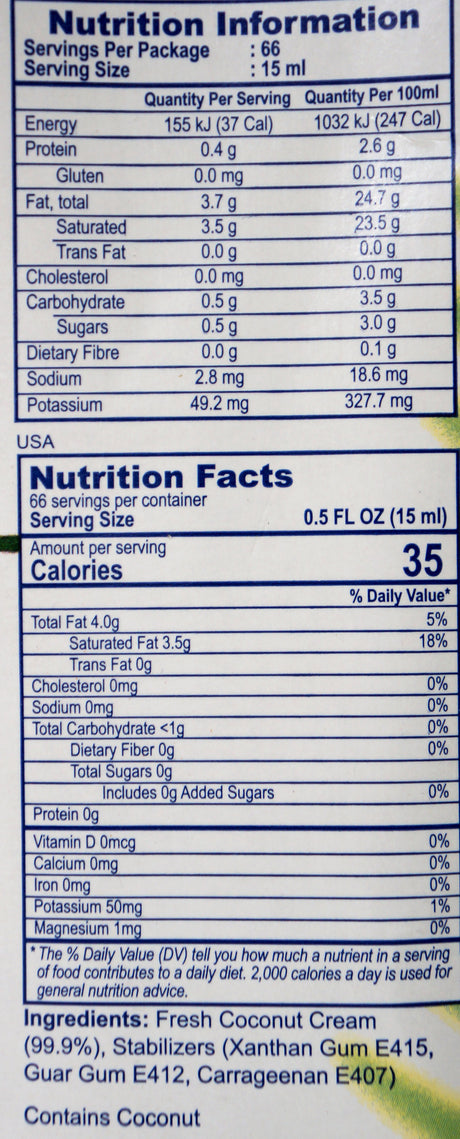 Nutrition Information
Servings Per Package : 66
Serving Size : 15 ml
Quantity Per Serving Quantity Per 100ml
Energy 155 kJ (37 Cal) 1032 kJ (247 Cal)
Protein 0.4 g 2.6 g
Gluten 0.0 mg 0.0 mg
Fat, total 3.7 g 24.7 g
Saturated 3.5 g 23.5 g
Trans Fat 0.0 g 0.0 g
Cholesterol 0.0 mg 0.0 mg
Carbohydrate 0.5 g 3.5 g
Sugars 0.5 g 3.0 g
Dietary Fibre 0.0 g 0.1 g
Sodium 2.8 mg 18.6 mg
Potassium 49.2 mg 327.7 mg
USA
Nutrition Facts
66 servings per container
Serving Size 0.5 FL OZ (15 ml)
Amount per serving
Calories 35
% Daily Value*
Total Fat 4.0g 5%
Saturated Fat 3.5g 18%
Trans Fat 0g
Cholesterol 0mg 0%
Sodium 0mg 0%
Total Carbohydrate <1g 0%
Dietary Fiber 0g 0%
Total Sugars 0g
Includes 0g Added Sugars 0%
Protein 0g
Vitamin D 0mcg 0%
Calcium 0mg 0%
Iron 0mg 0%
Potassium 50mg 1%
Magnesium 1mg 0%
* The % Daily Value (DV) tell you how much a nutrient in a serving
of food contributes to a daily diet. 2,000 calories a day is used for
general nutrition advice.
Ingredients: Fresh Coconut Cream
(99.9%), Stabilizers (Xanthan Gum E415,
Guar Gum E412, Carrageenan E407)
Contains Coconut